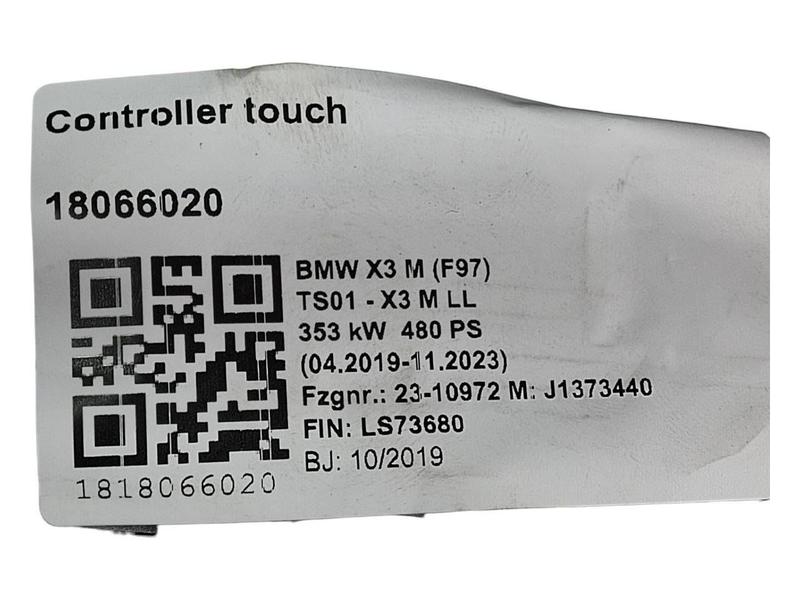 Controller touch
18066020
BMW X3 M (F97)
TS01 - X3 M LL
353 kW 480 PS
(04.2019-11.2023)
Fzgnr.: 23-10972 M: J1373440
FIN: LS73680
BJ: 10/2019
1818066020